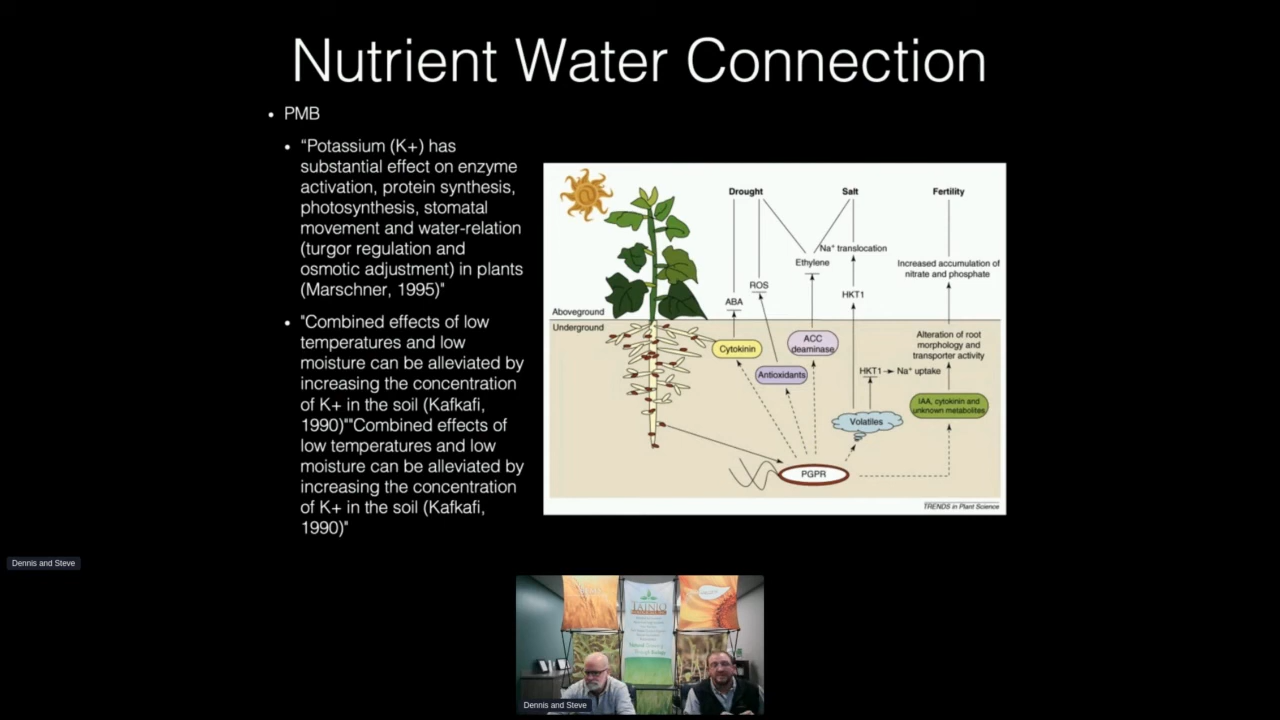 Nutrient Water Connection
• PMB
• “Potassium (K+) has
substantial effect on enzyme
activation, protein synthesis,
photosynthesis, stomatal
movement and water-relation
(turgor regulation and
osmotic adjustment) in plants
(Marschner, 1995)"
• "Combined effects of low
temperatures and low
moisture can be alleviated by
increasing the concentration
of K+ in the soil (Kafkafi,
1990)""Combined effects of
low temperatures and low
moisture can be alleviated by
increasing the concentration
of K+ in the soil (Kafkafi,
1990)"
Drought
Salt
Fertility
Na⁺ translocation
Ethylene
Increased accumulation of
nitrate and phosphate
ROS
HKT1
ABA
Aboveground
Underground
Cytokinin
ACC
deaminase
Alteration of root
morphology and
transporter activity
Antioxidants
HKT1→ Na⁺ uptake
IAA, cytokinin and
unknown metabolites
Volatiles
PGPR
TRENDS in Plant Science
Dennis and Steve
TAINIO
Dennis and Steve